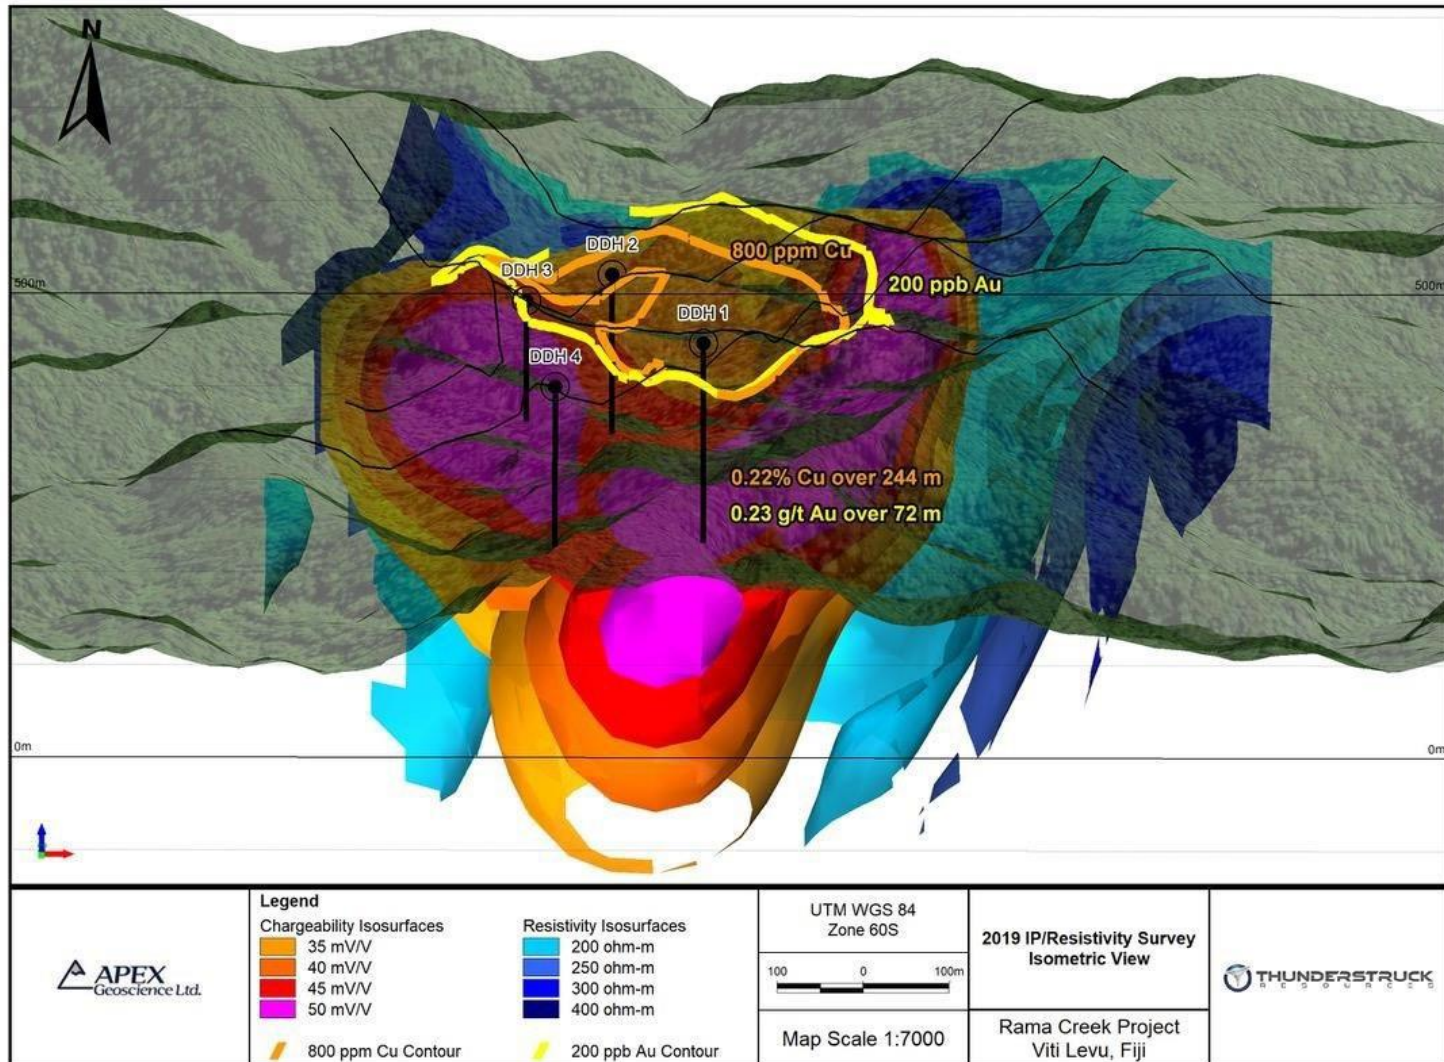 N
800 ppm Cu
DDH 2
DDH 3
200 ppb Au
500m
500m
DDH 1
DDH 4
0.22% Cu over 244 m
0.23 g/t Au over 72 m
0m
0m
Legend
Chargeability Isosurfaces
35 mV/V
40 mV/V
45 mV/V
50 mV/V
800 ppm Cu Contour
Resistivity Isosurfaces
200 ohm-m
250 ohm-m
300 ohm-m
400 ohm-m
200 ppb Au Contour
APEX
Geoscience Ltd.
UTM WGS 84
Zone 60S
100 0 100m
Map Scale 1:7000
2019 IP/Resistivity Survey
Isometric View
Rama Creek Project
Viti Levu, Fiji
THUNDERSTRUCK
RESOURCES